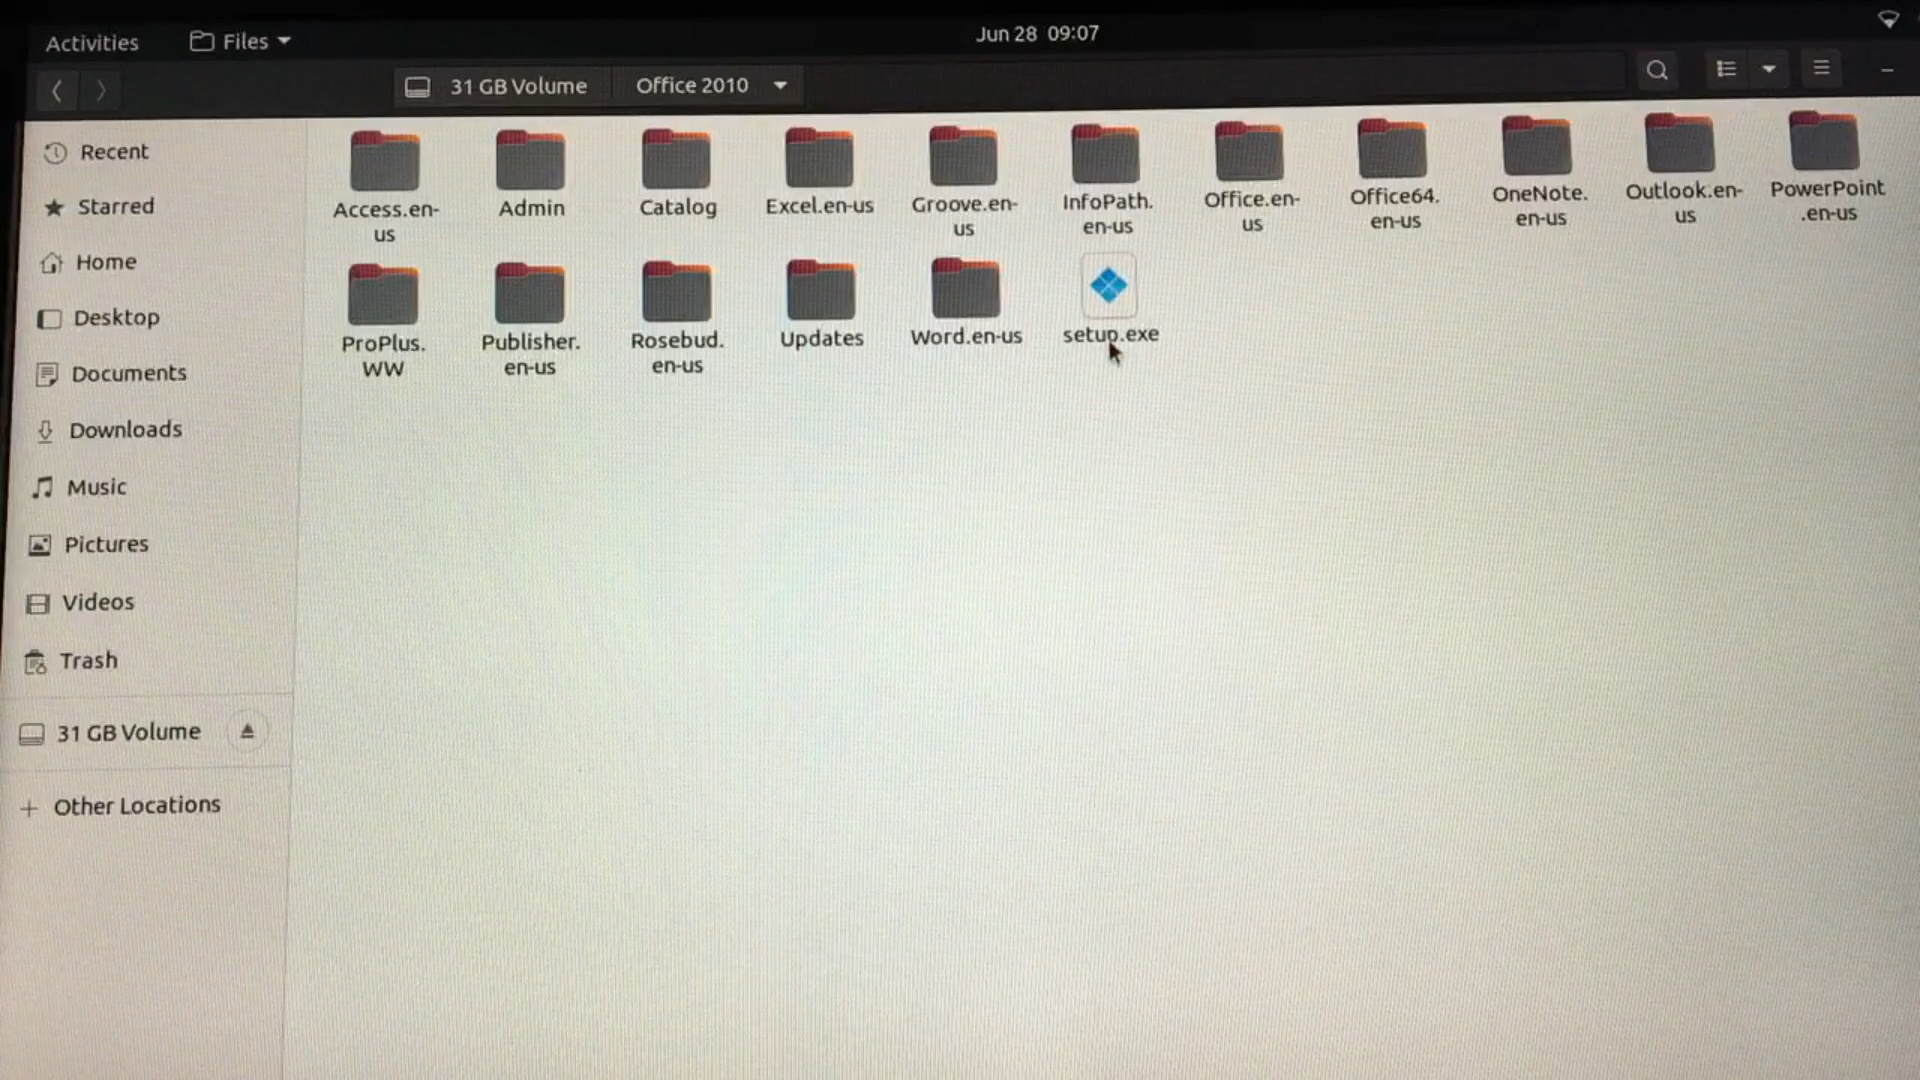 Activities
Files
Jun 28 09:07
31 GB Volume
Office 2010
Recent
Starred
Home
Desktop
Documents
Downloads
Music
Pictures
Videos
Trash
31 GB Volume
Other Locations
Access.en-
us
Admin
Catalog
Excel.en-us
Groove.en-
us
InfoPath.
en-us
Office.en-
us
Office64.
en-us
OneNote.
en-us
Outlook.en-
us
PowerPoint
.en-us
ProPlus.
WW
Publisher.
en-us
Rosebud.
en-us
Updates
Word.en-us
setup.exe